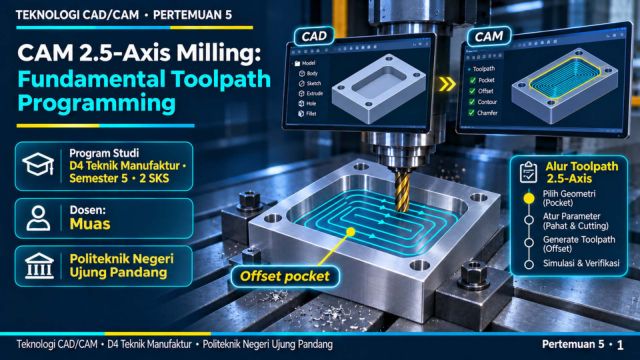 TEKNOLOGI CAD/CAM • PERTEMUAN 5
CAM 2.5-Axis Milling:
Fundamental Toolpath
Programming
Program Studi
D4 Teknik Manufaktur •
Semester 5 • 2 SKS
Dosen:
Muas
Politeknik Negeri
Ujung Pandang
CAD
Model
Body
Sketch
Extrude
Hole
Fillet
CAM
Toolpath
Pocket
Offset
Contour
Chamfer
Offset pocket
Alur Toolpath
2.5-Axis
Pilih Geometri
(Pocket)
Atur Parameter
(Pahat & Cutting)
Generate Toolpath
(Offset)
Simulasi & Verifikasi
Teknologi CAD/CAM • D4 Teknik Manufaktur • Politeknik Negeri Ujung Pandang
Pertemuan 5 • 1